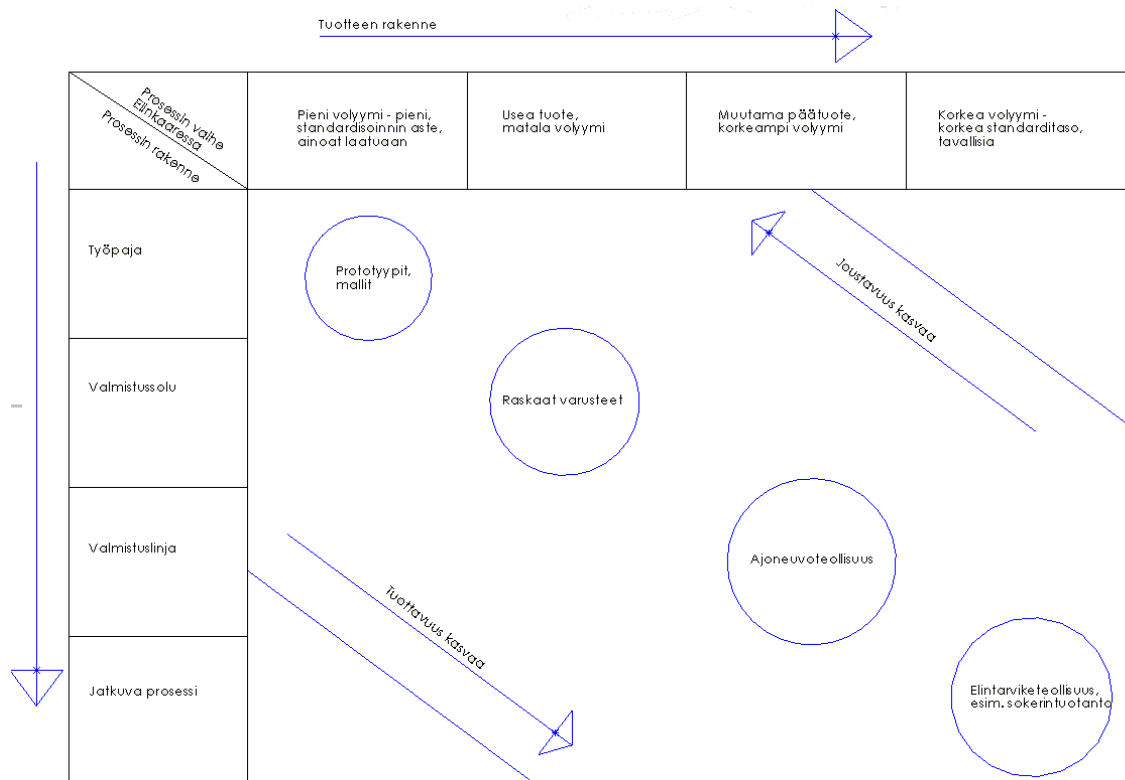 Tuotteen rakenne
Prosessin vaihe
Elinkaaressa
Prosessin rakenne
Pieni volyymi - pieni,
standardisoinnin aste,
ainoat laatuaan
Usea tuote,
matala volyymi
Muutama päätuote,
korkeampi volyymi
Korkea volyymi -
korkea standarditaso,
tavallisia
Työpaja
Prototyypit,
mallit
Joustavuus kasvaa
Valmistussolu
Raskaat varusteet
Valmistuslinja
Ajoneuvoteollisuus
Tuottavuus kasvaa
Jatkuva prosessi
Elintarviketeollisuus,
esim. sokerintuotanto